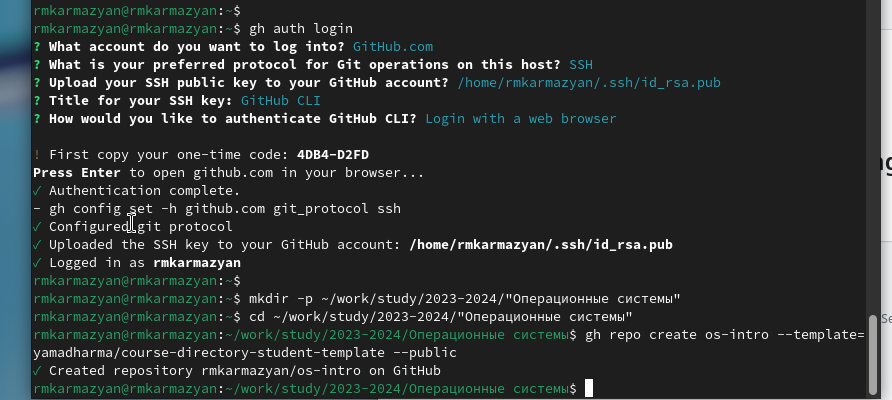 rmkarmazyan@rmkarmazyan:~$
rmkarmazyan@rmkarmazyan:~$ gh auth login
? What account do you want to log into? GitHub.com
? What is your preferred protocol for Git operations on this host? SSH
? Upload your SSH public key to your GitHub account? /home/rmkarmazyan/.ssh/id_rsa.pub
? Title for your SSH key: GitHub CLI
? How would you like to authenticate GitHub CLI? Login with a web browser
! First copy your one-time code: 4DB4-D2FD
Press Enter to open github.com in your browser...
✓ Authentication complete.
- gh config set -h github.com git_protocol ssh
✓ Configured git protocol
✓ Uploaded the SSH key to your GitHub account: /home/rmkarmazyan/.ssh/id_rsa.pub
✓ Logged in as rmkarmazyan
rmkarmazyan@rmkarmazyan:~$
rmkarmazyan@rmkarmazyan:~$ mkdir -p ~/work/study/2023-2024/"Операционные системы"
rmkarmazyan@rmkarmazyan:~$ cd ~/work/study/2023-2024/"Операционные системы"
rmkarmazyan@rmkarmazyan:~/work/study/2023-2024/Операционные системы$ gh repo create os-intro --template=
yamadharma/course-directory-student-template --public
✓ Created repository rmkarmazyan/os-intro on GitHub
rmkarmazyan@rmkarmazyan:~/work/study/2023-2024/Операционные системы$